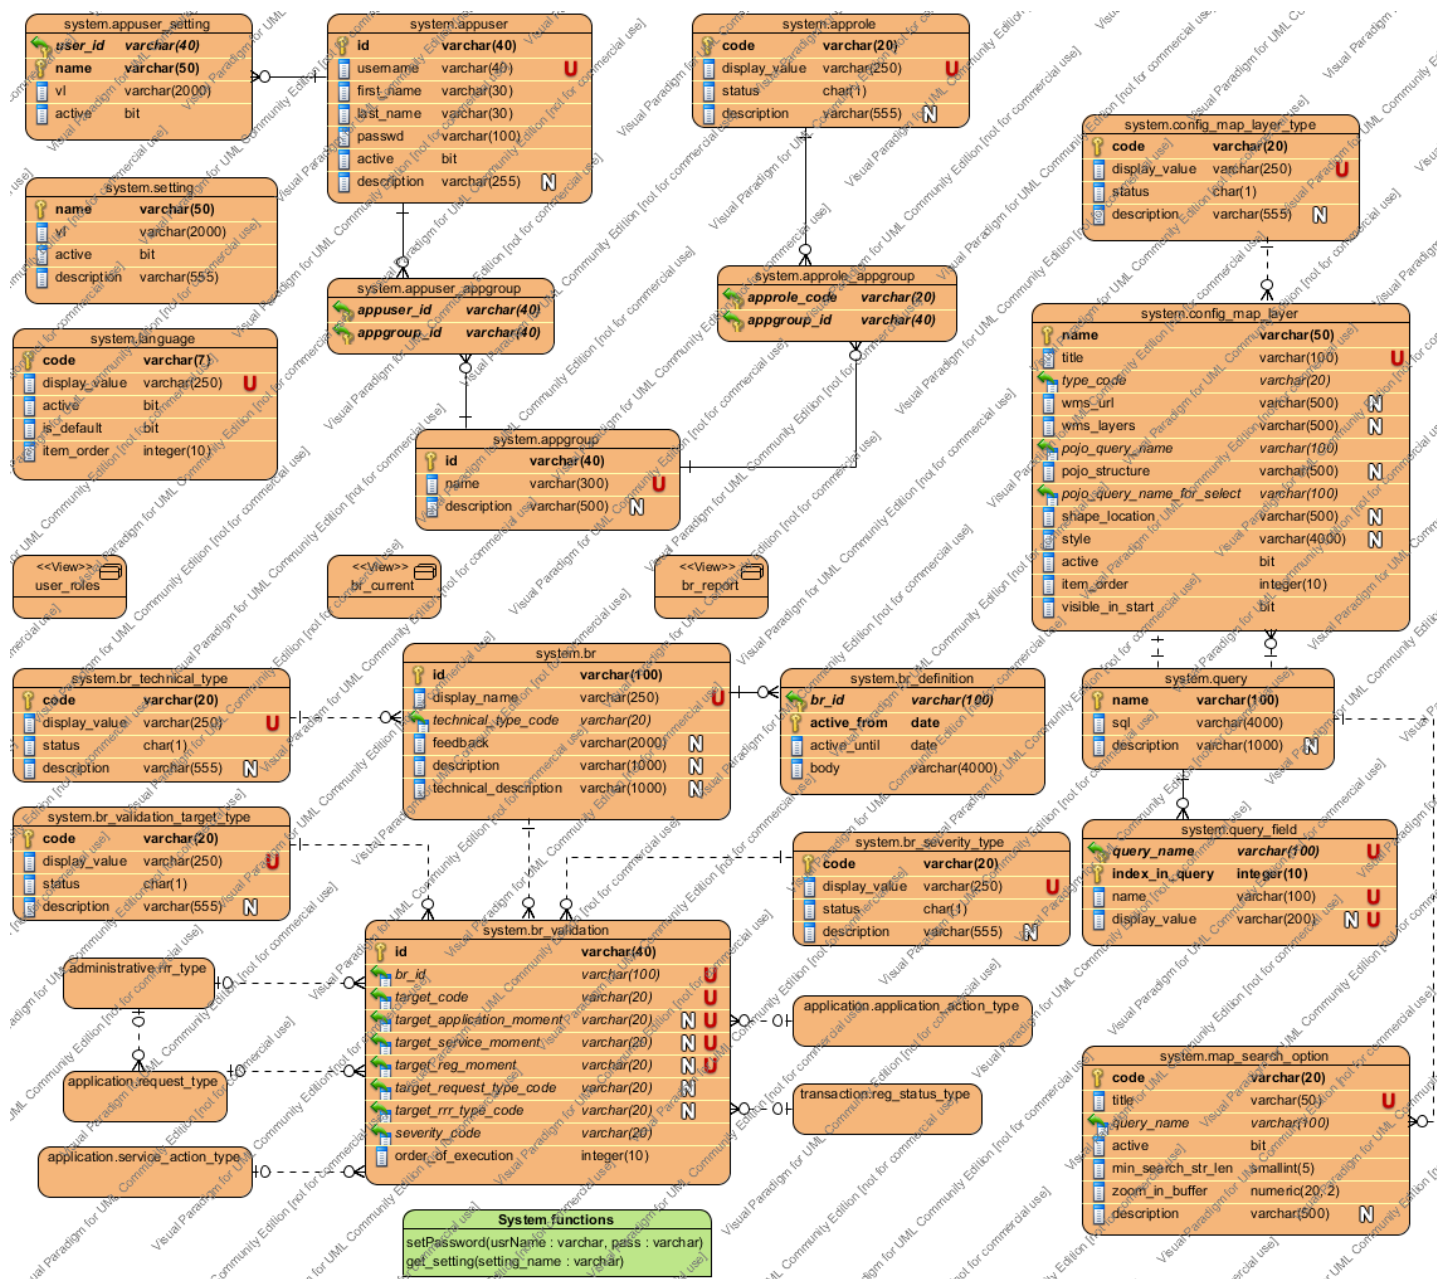 system.appuser_setting
user_id varchar(40)
name varchar(50)
vl varchar(2000)
active bit
system.appuser
id varchar(40)
username varchar(40) U
first_name varchar(30)
last_name varchar(30)
passwd varchar(100)
active bit
description varchar(255) N
system.approle
code varchar(20)
display_value varchar(250) U
status char(1)
description varchar(555) N
system.config_map_layer_type
code varchar(20)
display_value varchar(250) U
status char(1)
description varchar(555) N
system.setting
name varchar(50)
vl varchar(2000)
active bit
description varchar(555)
system.appuser_appgroup
appuser_id varchar(40)
appgroup_id varchar(40)
system.approle_appgroup
approle_code varchar(20)
appgroup_id varchar(40)
system.language
code varchar(7)
display_value varchar(250) U
active bit
is_default bit
item_order integer(10)
system.appgroup
id varchar(40)
name varchar(300) U
description varchar(500) N
system.config_map_layer
name varchar(50)
title varchar(100) U
type_code varchar(20)
wms_url varchar(500) N
wms_layers varchar(500) N
pojo_query_name varchar(100)
pojo_structure varchar(500) N
pojo_query_name_for_select varchar(100)
shape_location varchar(500) N
style varchar(4000) N
active bit
item_order integer(10)
visible_in_start bit
<<View>>
user_roles
<<View>>
br_current
<<View>>
br_report
system.br_technical_type
code varchar(20)
display_value varchar(250) U
status char(1)
description varchar(555) N
system.br
id varchar(100)
display_name varchar(250) U
technical_type_code varchar(20)
feedback varchar(2000) N
description varchar(1000) N
technical_description varchar(1000) N
system.br_definition
br_id varchar(100)
active_from date
active_until date
body varchar(4000)
system.query
name varchar(100)
sql varchar(4000)
description varchar(1000) N
system.br_validation_target_type
code varchar(20)
display_value varchar(250) U
status char(1)
description varchar(555) N
system.br_severity_type
code varchar(20)
display_value varchar(250) U
status char(1)
description varchar(555) N
system.query_field
query_name varchar(100) U
index_in_query integer(10)
name varchar(100) U
display_value varchar(200) N U
system.br_validation
id varchar(40)
br_id varchar(100) U
target_code varchar(20) U
target_application_moment varchar(20) N U
target_service_moment varchar(20) N U
target_reg_moment varchar(20) N U
target_request_type_code varchar(20) N
target_rrr_type_code varchar(20) N
severity_code varchar(20)
order_of_execution integer(10)
administrative.rrr_type
application.request_type
application.service_action_type
application.application_action_type
transaction.reg_status_type
system.map_search_option
code varchar(20)
title varchar(50) U
query_name varchar(100)
active bit
min_search_str_len smallint(5)
zoom_in_buffer numeric(20, 2)
description varchar(500) N
System functions
setPassword(usrName : varchar, pass : varchar)
get_setting(setting_name : varchar)
Visual Paradigm for UML Community Edition [not for commercial use]